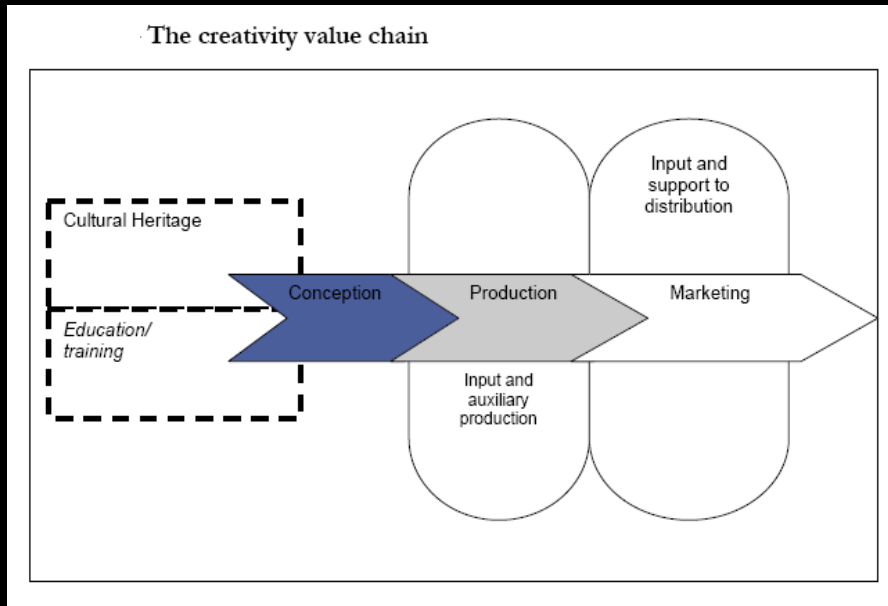 The creativity value chain
Input and
support to
distribution
Cultural Heritage
Conception
Production
Marketing
Education/
training
Input and
auxiliary
production